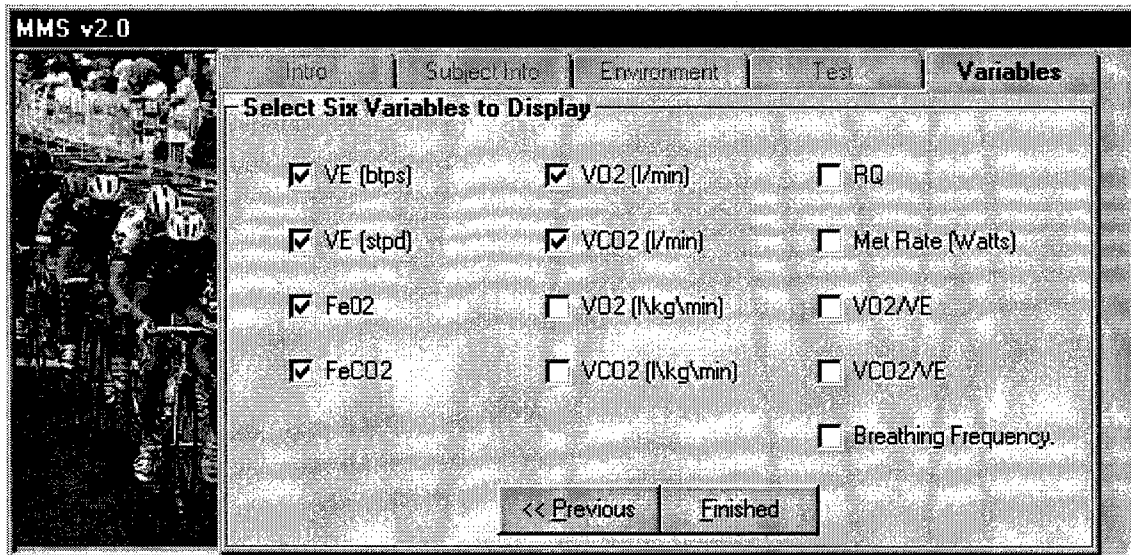 MMS v2.0
Intro Subject Info Environment Test Variables
Select Six Variables to Display
VE (btps) VO2 (l/min) RQ
VE (stpd) VCO2 (l/min) Met Rate (Watts)
FeO2 VO2 (l\kg\min) VO2/VE
FeCO2 VCO2 (l\kg\min) VCO2/VE
Breathing Frequency.
<< Previous Finished